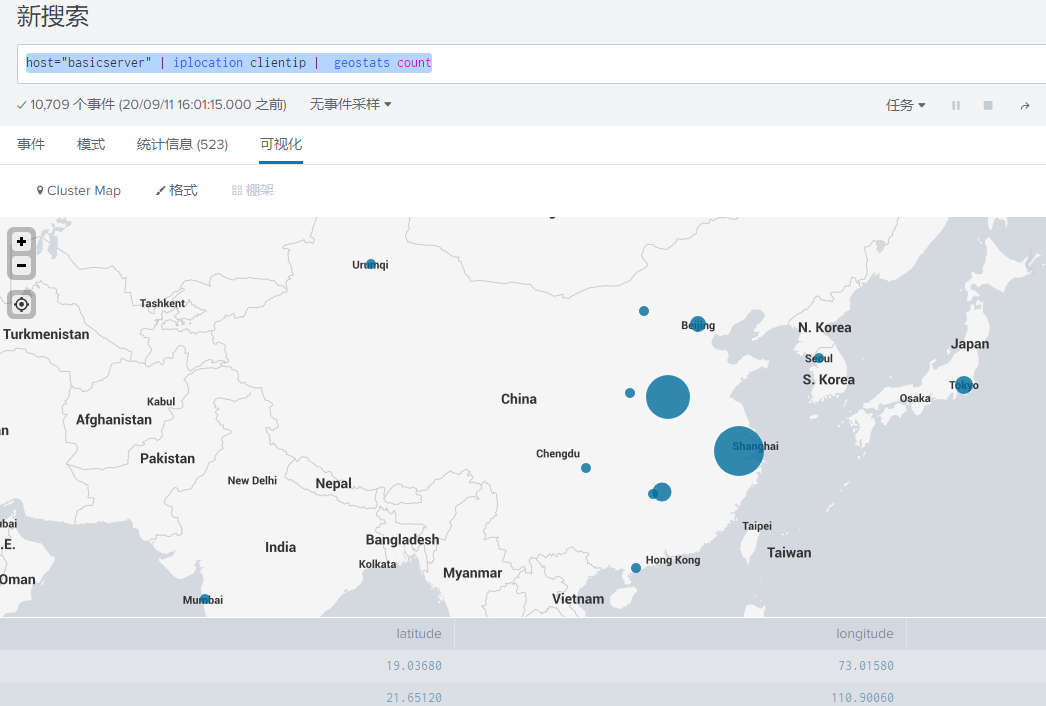 新搜索
host="basicserver" | iplocation clientip |  geostats count
10,709 个事件 (20/09/11 16:01:15.000 之前)
无事件采样
任务
事件
模式
统计信息 (523)
可视化
Cluster Map
格式
棚架
+
−
Urumqi
Tashkent
Turkmenistan
Beijing
N. Korea
Seoul
Japan
S. Korea
Tokyo
Osaka
China
Kabul
Afghanistan
Pakistan
Shanghai
Chengdu
New Delhi
Nepal
Taipei
Taiwan
India
Bangladesh
Kolkata
Hong Kong
Myanmar
Oman
Mumbai
Vietnam
latitude
longitude
19.03680
73.01580
21.65120
110.90060